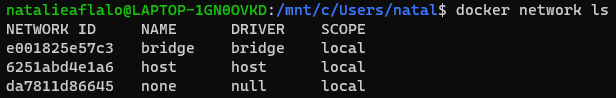 natalieaflalo@LAPTOP-1GN0OVKD:/mnt/c/Users/natal$ docker network ls
NETWORK ID     NAME      DRIVER    SCOPE
e001825e57c3   bridge    bridge    local
6251abd4e1a6   host      host      local
da7811d86645   none      null      local